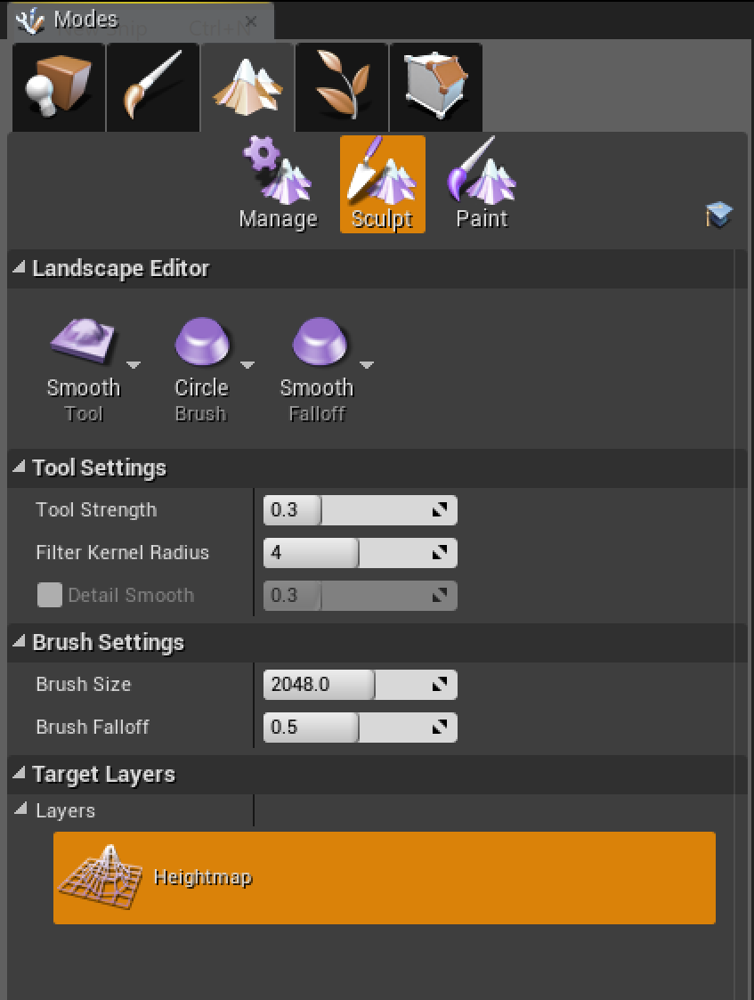 Modes
Ctrl+N
Manage
Sculpt
Paint
Landscape Editor
Smooth
Tool
Circle
Brush
Smooth
Falloff
Tool Settings
Tool Strength 0.3
Filter Kernel Radius 4
Detail Smooth 0.3
Brush Settings
Brush Size 2048.0
Brush Falloff 0.5
Target Layers
Layers
Heightmap